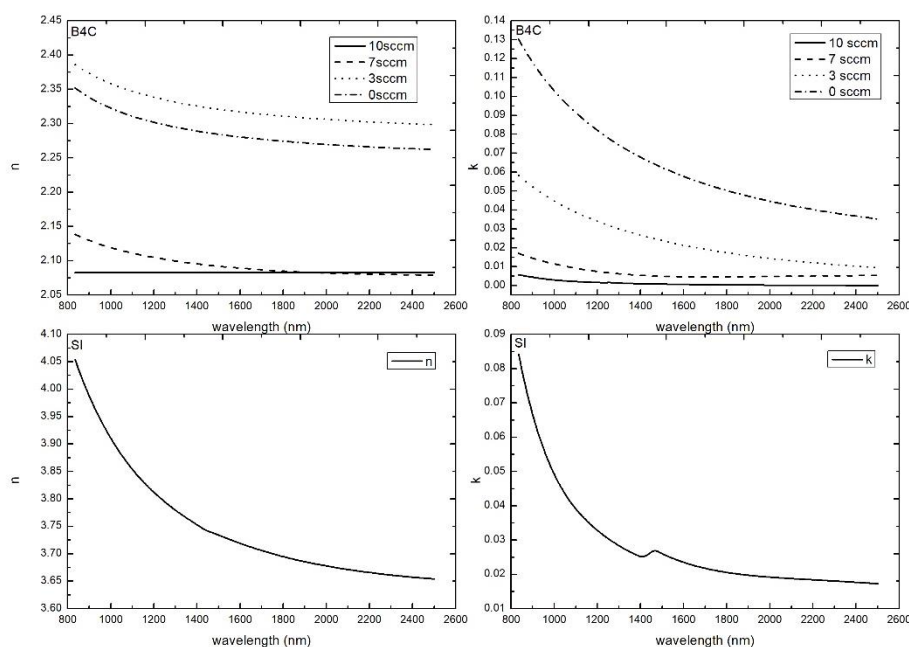 B4C
10sccm
7sccm
3sccm
0sccm
n
2.45
2.40
2.35
2.30
2.25
2.20
2.15
2.10
2.05
800 1000 1200 1400 1600 1800 2000 2200 2400 2600
wavelength (nm)
B4C
10 sccm
7 sccm
3 sccm
0 sccm
k
0.14
0.13
0.12
0.11
0.10
0.09
0.08
0.07
0.06
0.05
0.04
0.03
0.02
0.01
0.00
800 1000 1200 1400 1600 1800 2000 2200 2400 2600
wavelength (nm)
SI
n
n
4.10
4.05
4.00
3.95
3.90
3.85
3.80
3.75
3.70
3.65
3.60
800 1000 1200 1400 1600 1800 2000 2200 2400 2600
wavelength (nm)
SI
k
k
0.09
0.08
0.07
0.06
0.05
0.04
0.03
0.02
0.01
800 1000 1200 1400 1600 1800 2000 2200 2400 2600
wavelength (nm)